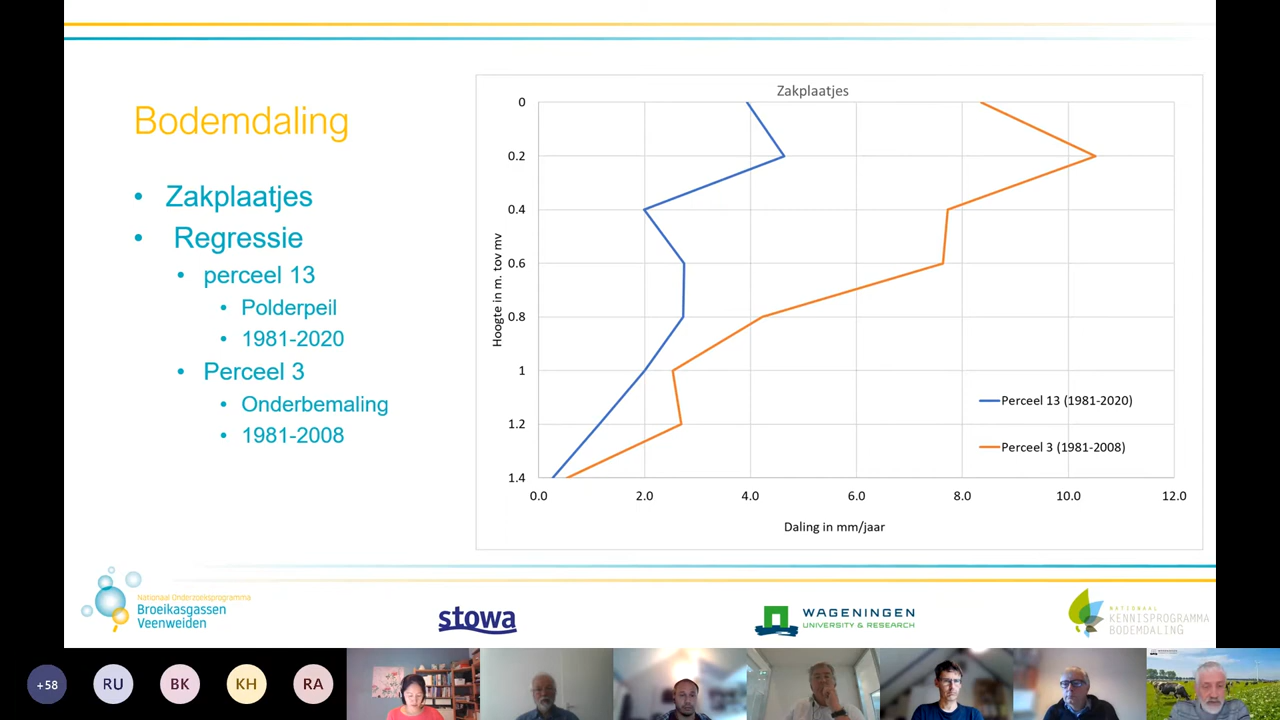 Bodemdaling
• Zakplaatjes
• Regressie
• perceel 13
• Polderpeil
• 1981-2020
• Perceel 3
• Onderbemaling
• 1981-2008
Zakplaatjes
Hoogte in m. tov mv
0
0.2
0.4
0.6
0.8
1
1.2
1.4
0.0 2.0 4.0 6.0 8.0 10.0 12.0
Daling in mm/jaar
Perceel 13 (1981-2020)
Perceel 3 (1981-2008)
Nationaal Onderzoksprogramma
Broeikasgassen
Veenweiden
stowa
WAGENINGEN
UNIVERSITY & RESEARCH
NATIONAAL
KENNISPROGRAMMA
BODEMDALING
+58 RU BK KH RA